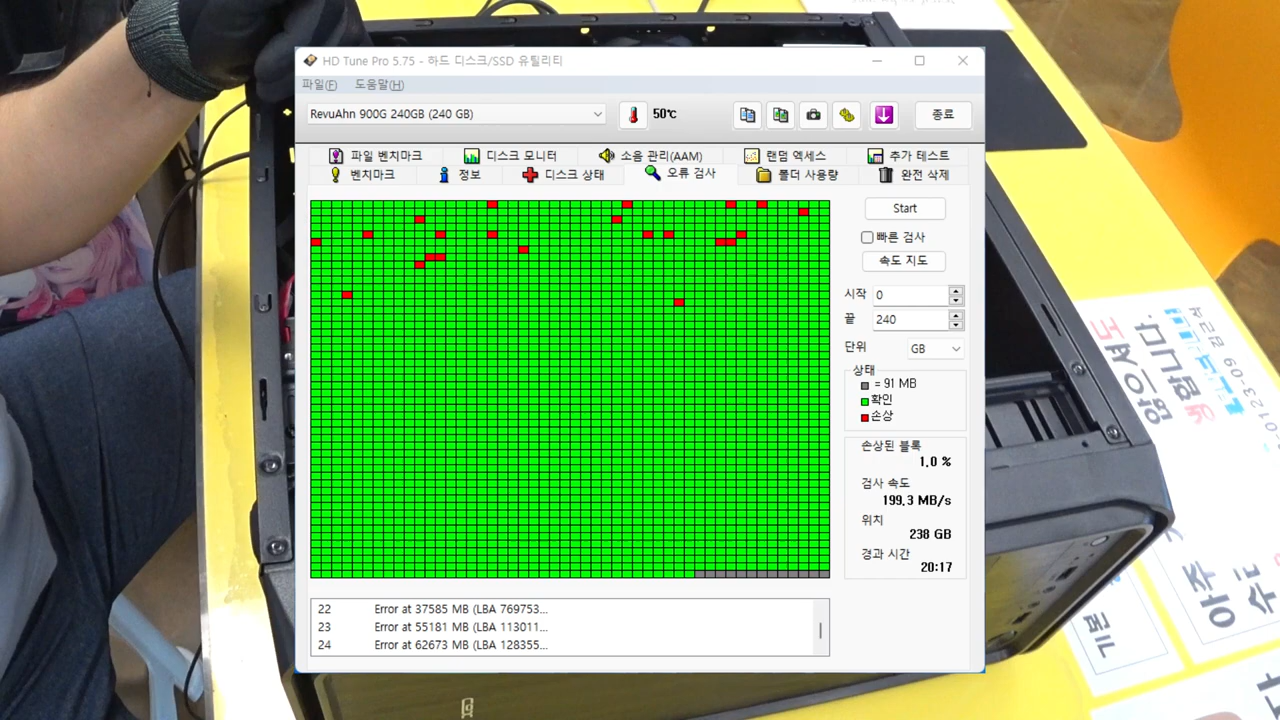 HD Tune Pro 5.75 - 하드 디스크/SSD 유틸리티
파일(F) 도움말(H)
RevuAhn 900G 240GB (240 GB) 50℃ 종료
파일 벤치마크 디스크 모니터 소음 관리(AAM) 랜덤 엑세스 추가 테스트
벤치마크 정보 디스크 상태 오류 검사 폴더 사용량 완전 삭제
Start
빠른 검사
속도 지도
시작 0
끝 240
단위 GB
상태
= 91 MB
확인
손상
손상된 블록
1.0 %
검사 속도
199.3 MB/s
위치
238 GB
경과 시간
20:17
22 Error at 37585 MB (LBA 769753...
23 Error at 55181 MB (LBA 113011...
24 Error at 62673 MB (LBA 128355...
아주
기본